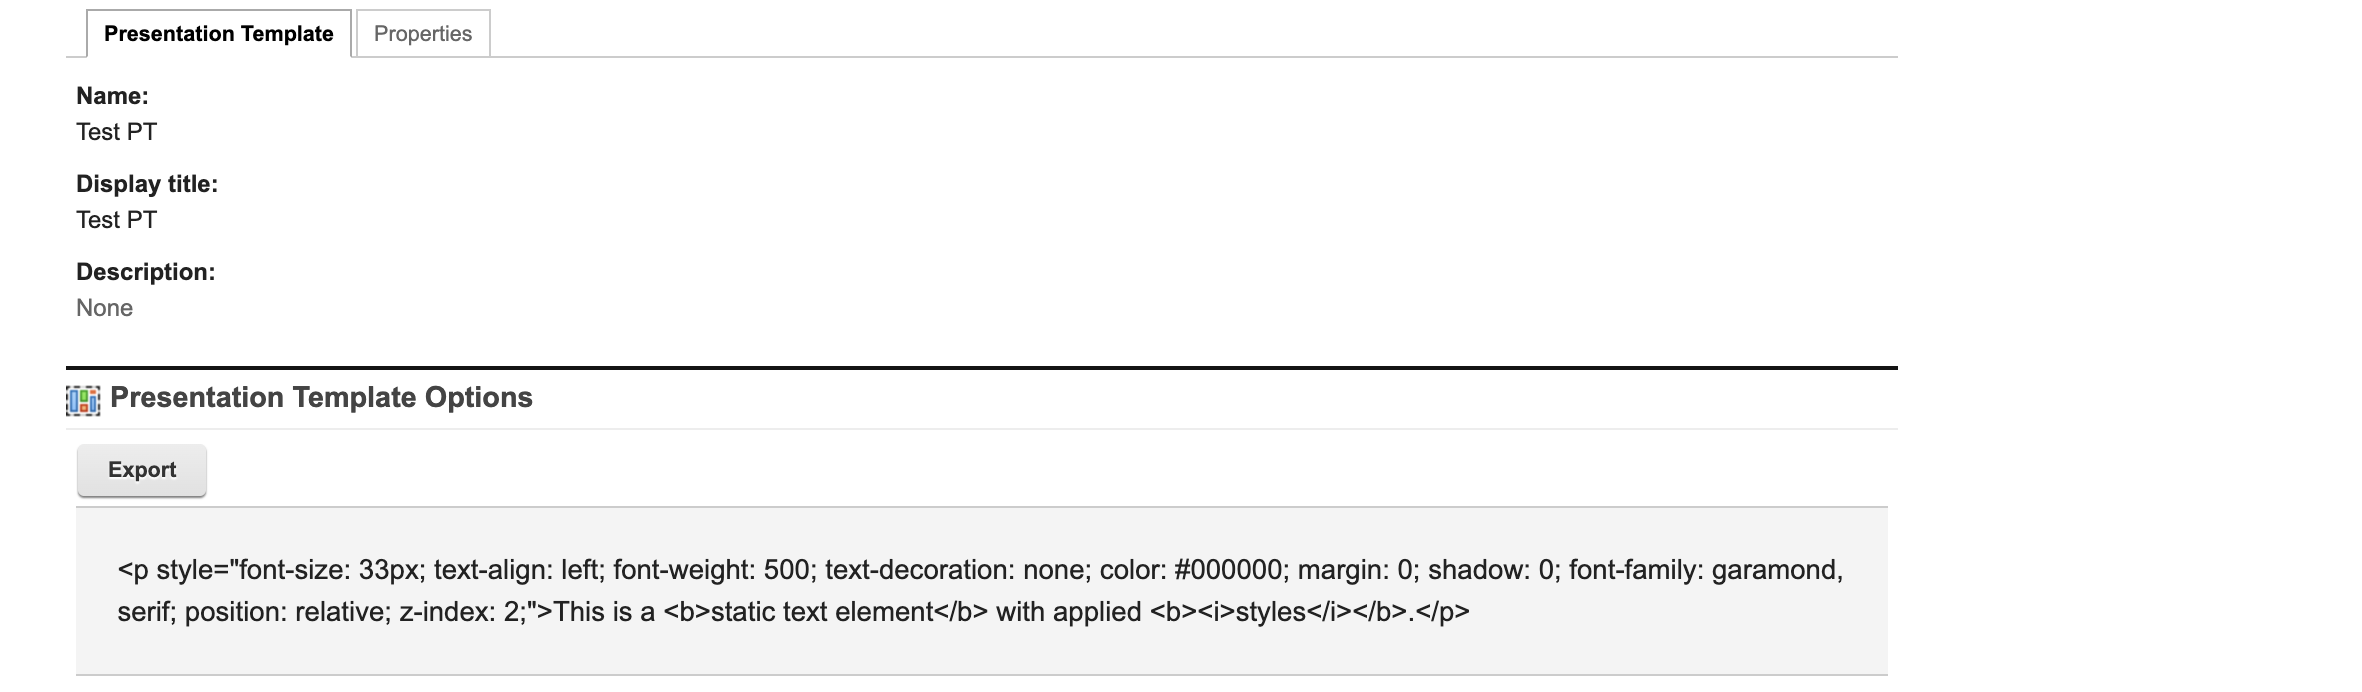 Presentation Template Properties
Name:
Test PT
Display title:
Test PT
Description:
None
Presentation Template Options
Export
<p style="font-size: 33px; text-align: left; font-weight: 500; text-decoration: none; color: #000000; margin: 0; shadow: 0; font-family: garamond,
serif; position: relative; z-index: 2;">This is a <b>static text element</b> with applied <b><i>styles</i></b>.</p>